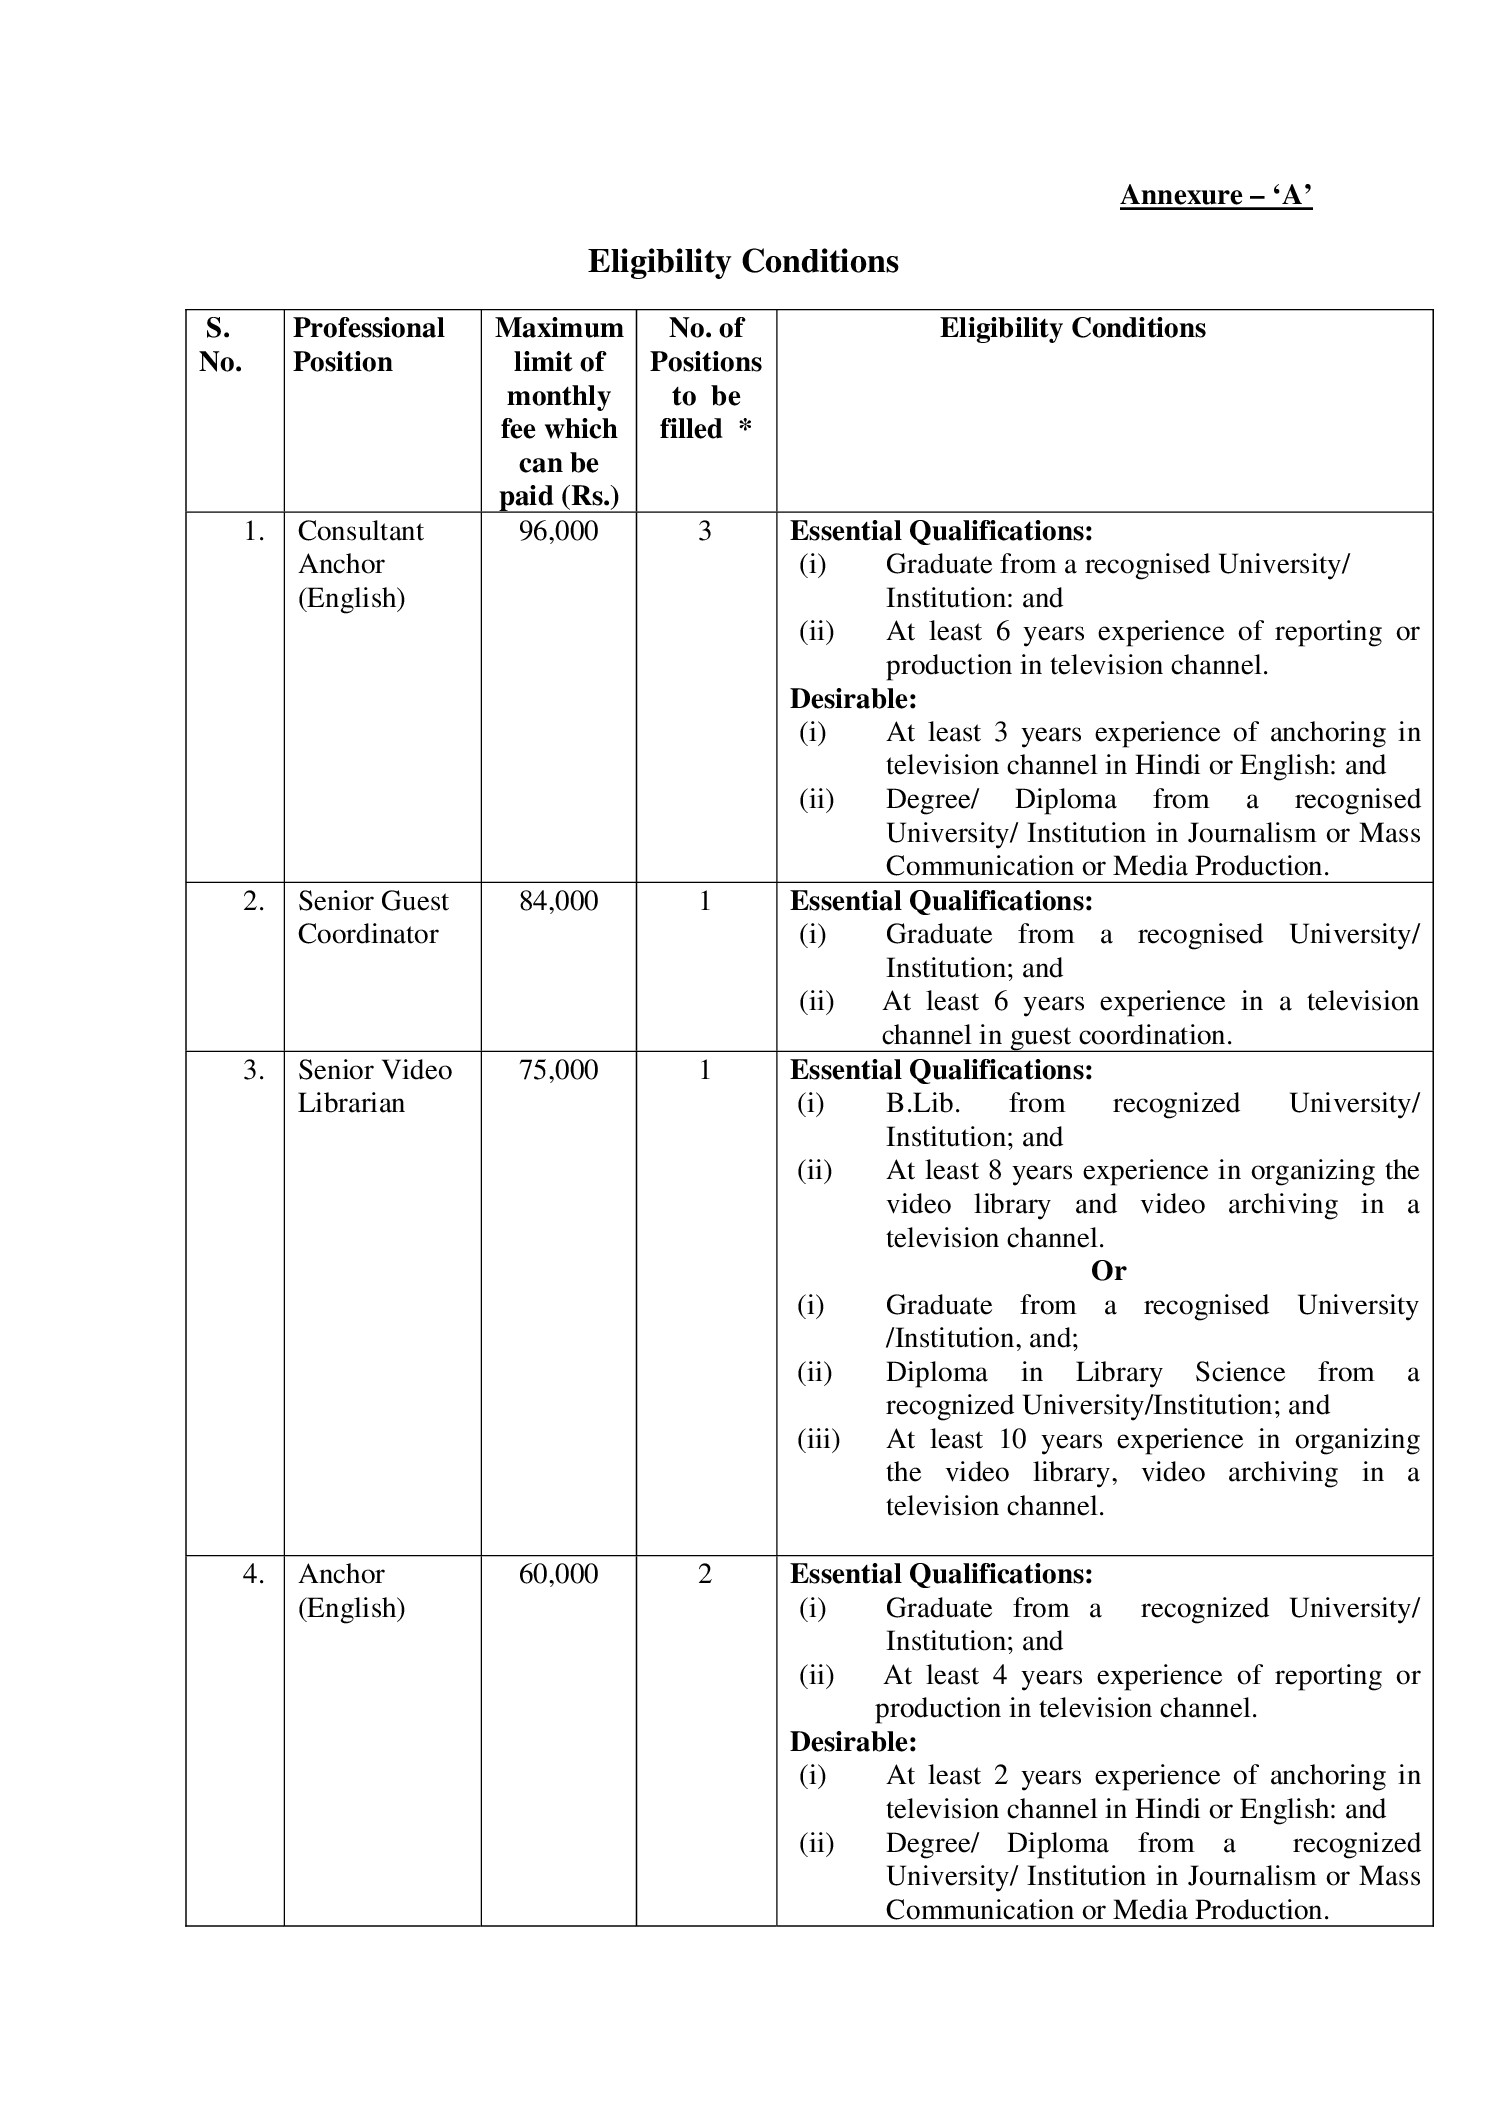 Annexure – ‘A’
Eligibility Conditions
S. No.
Professional Position
Maximum limit of monthly fee which can be paid (Rs.)
No. of Positions to be filled *
Eligibility Conditions
1.
Consultant
Anchor
(English)
96,000
3
Essential Qualifications:
(i) Graduate from a recognised University/
Institution: and
(ii) At least 6 years experience of reporting or
production in television channel.
Desirable:
(i) At least 3 years experience of anchoring in
television channel in Hindi or English: and
(ii) Degree/ Diploma from a recognised
University/ Institution in Journalism or Mass
Communication or Media Production.
2.
Senior Guest
Coordinator
84,000
1
Essential Qualifications:
(i) Graduate from a recognised University/
Institution; and
(ii) At least 6 years experience in a television
channel in guest coordination.
3.
Senior Video
Librarian
75,000
1
Essential Qualifications:
(i) B.Lib. from recognized University/
Institution; and
(ii) At least 8 years experience in organizing the
video library and video archiving in a
television channel.
Or
(i) Graduate from a recognised University
/Institution, and;
(ii) Diploma in Library Science from a
recognized University/Institution; and
(iii) At least 10 years experience in organizing
the video library, video archiving in a
television channel.
4.
Anchor
(English)
60,000
2
Essential Qualifications:
(i) Graduate from a recognized University/
Institution; and
(ii) At least 4 years experience of reporting or
production in television channel.
Desirable:
(i) At least 2 years experience of anchoring in
television channel in Hindi or English: and
(ii) Degree/ Diploma from a recognized
University/ Institution in Journalism or Mass
Communication or Media Production.